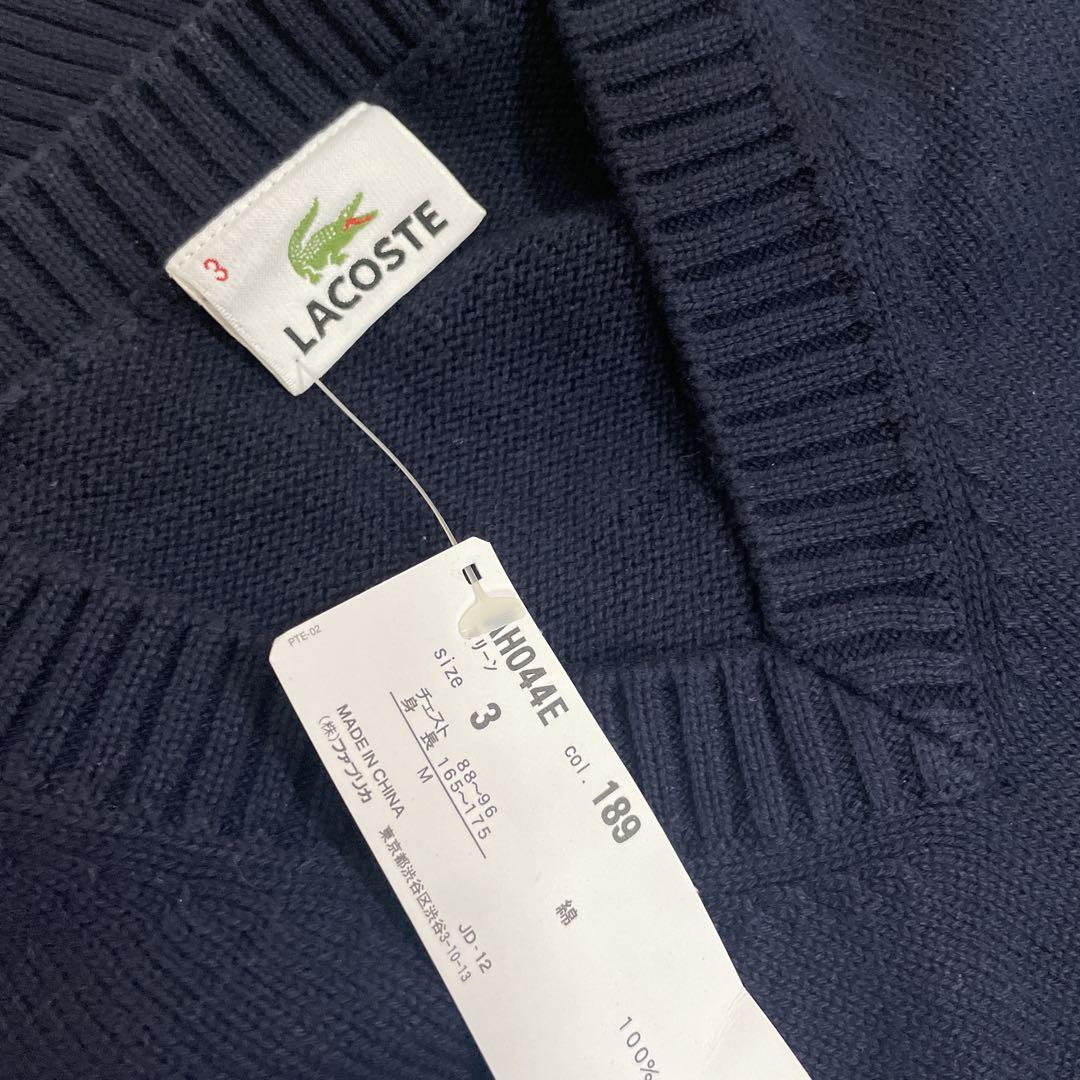 3
LACOSTE
PTE-02
AH044E
col. 189
リーン
size 3
チェスト 88～96
身 長 165～175
M
綿 100%
MADE IN CHINA
(株)ファブリカ
東京都渋谷区渋谷3-10-13
JD-12